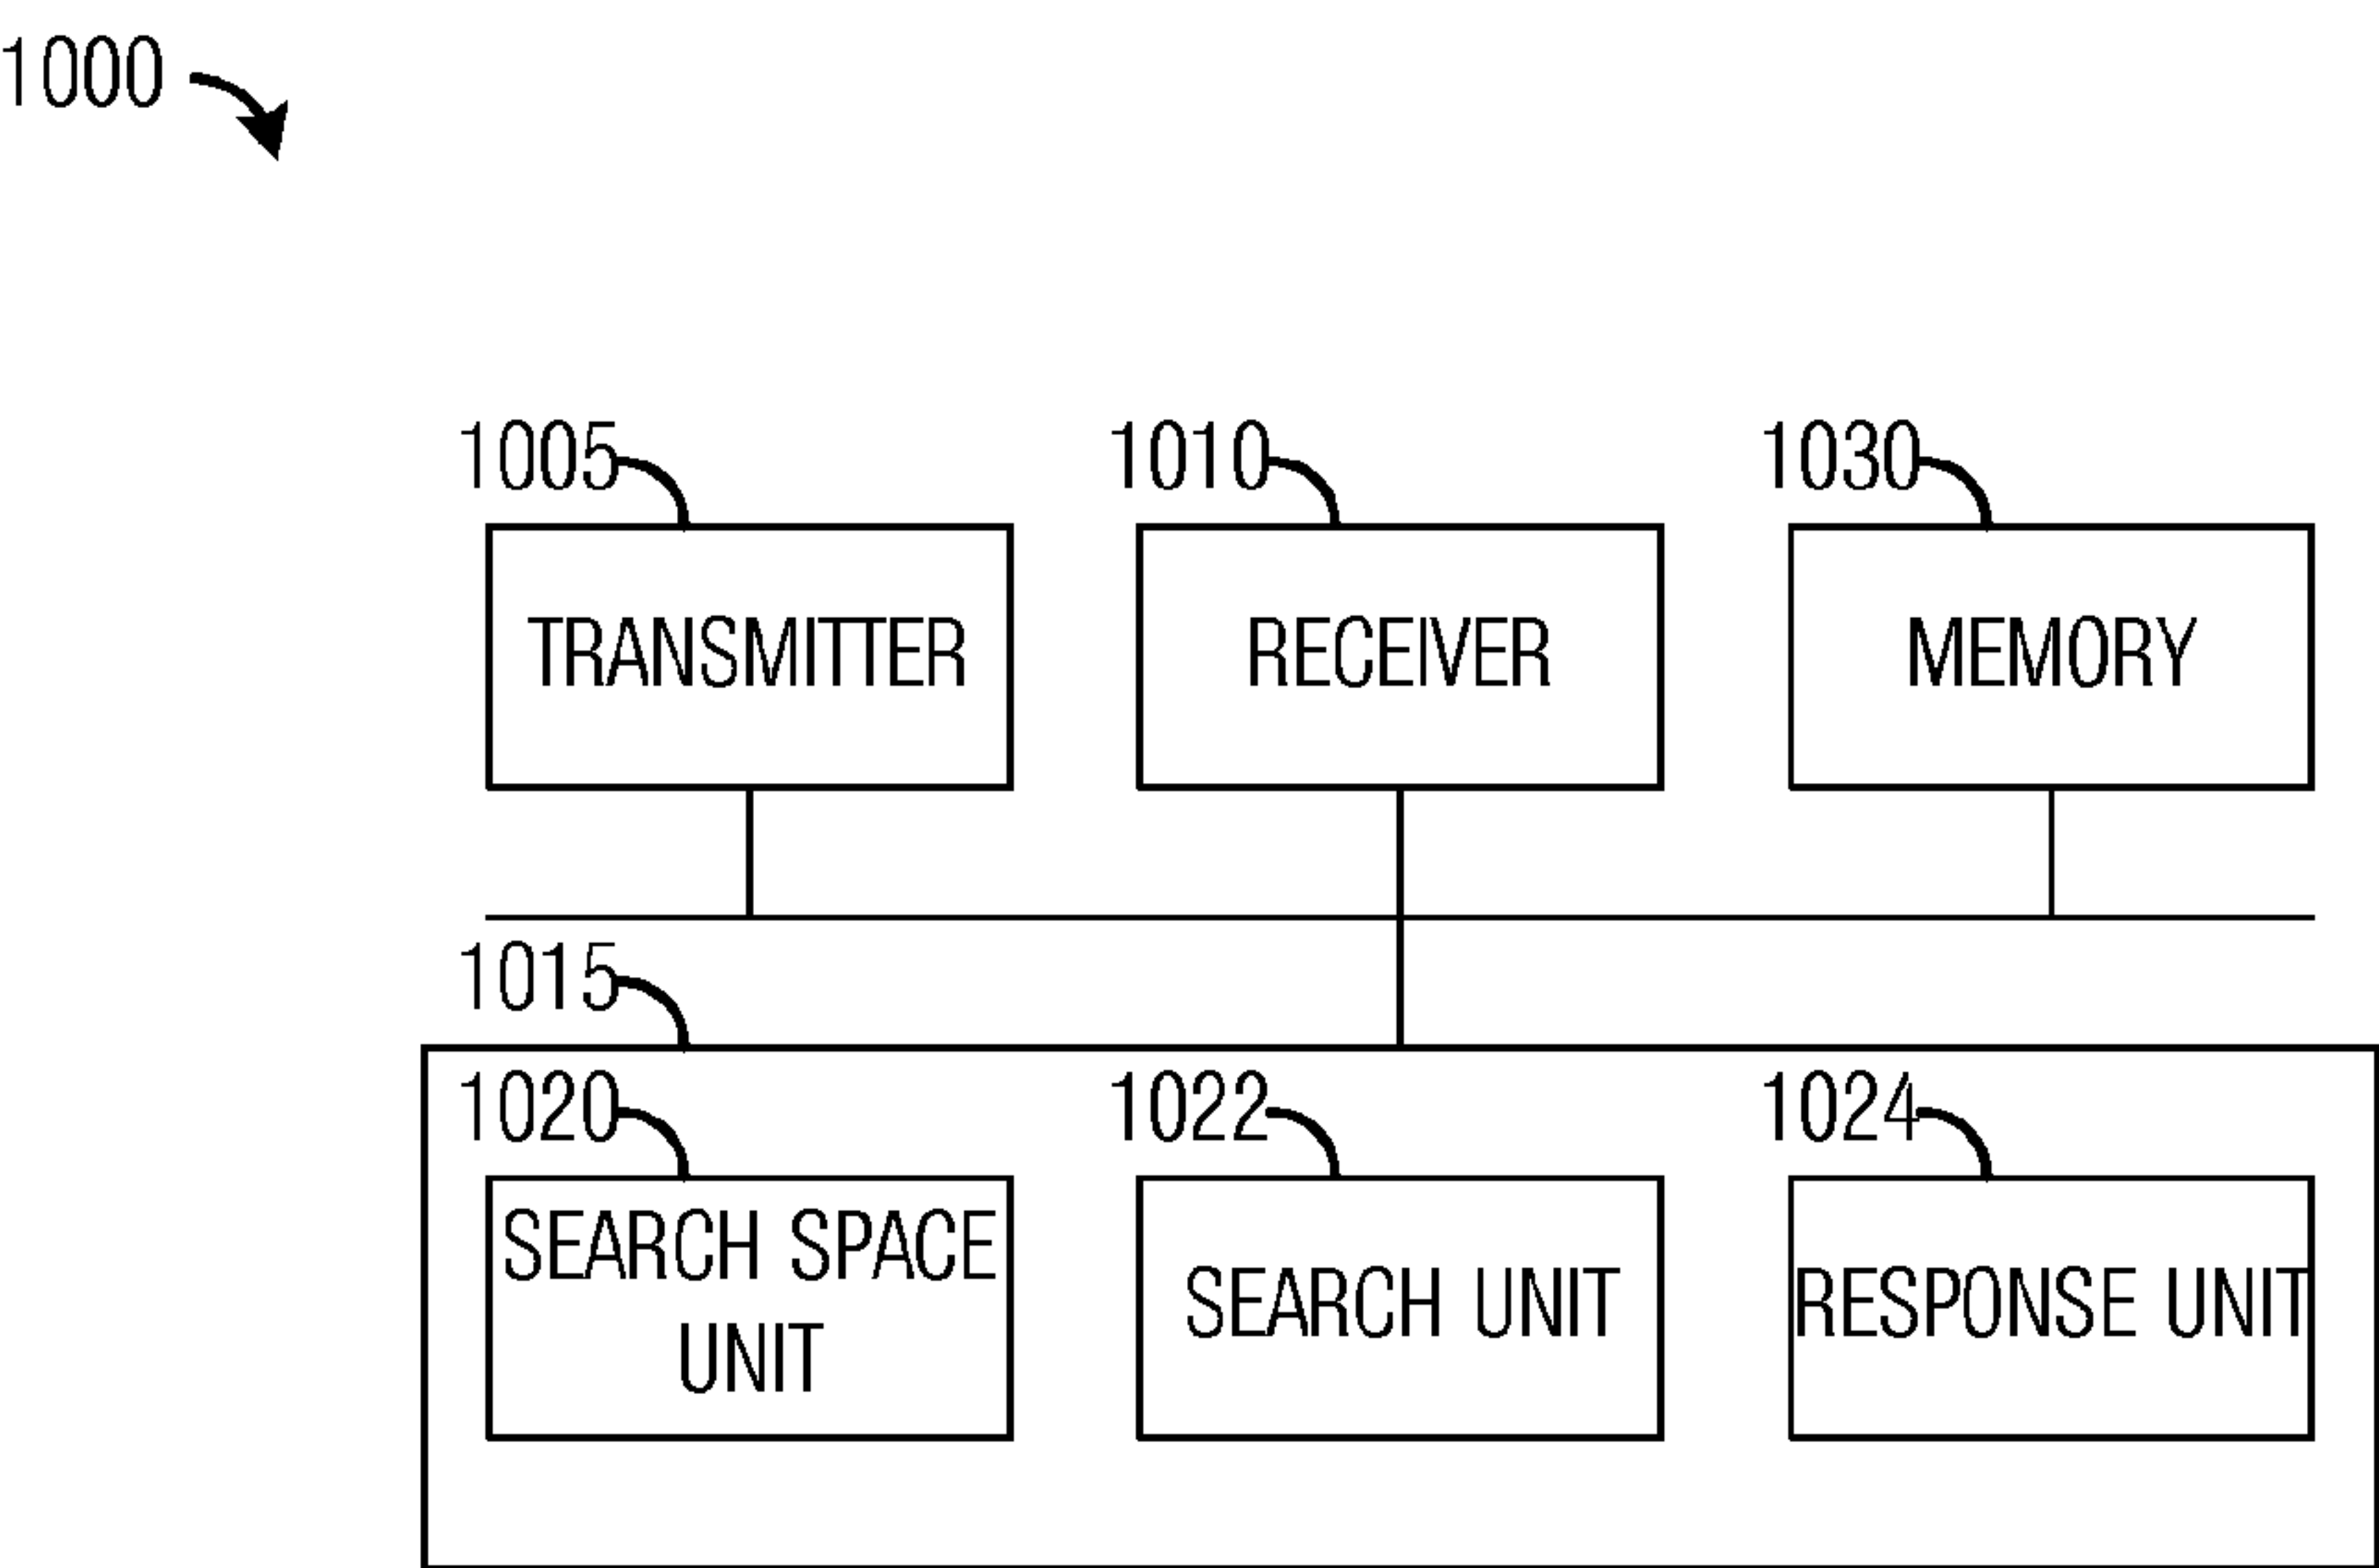 1000
1005
1010
1030
TRANSMITTER
RECEIVER
MEMORY
1015
1020
1022
1024
SEARCH SPACE
UNIT
SEARCH UNIT
RESPONSE UNIT